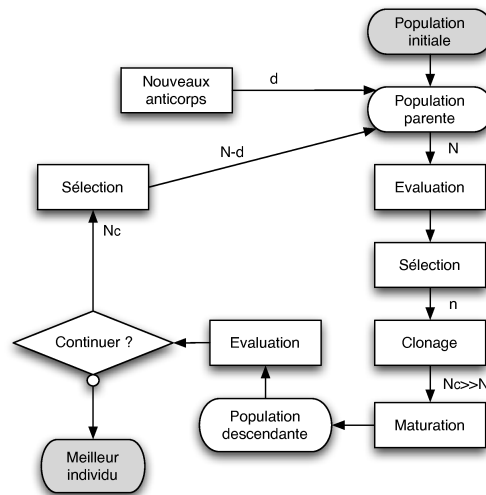 Population
initiale
Nouveaux
anticorps
d
Population
parente
N-d
N
Sélection
Evaluation
Nc
Sélection
n
Continuer ?
Evaluation
Clonage
Nc>>N
Population
descendante
Maturation
Meilleur
individu